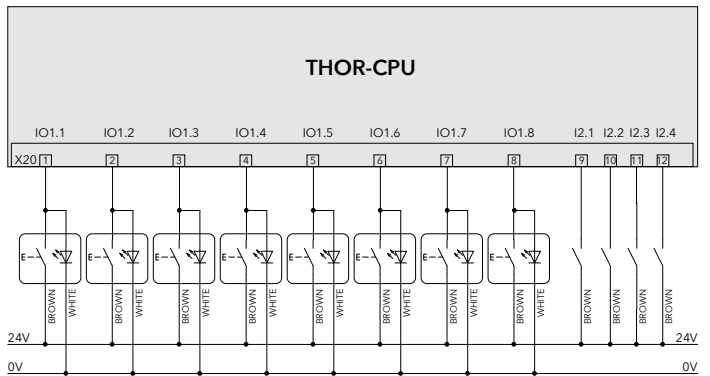 THOR-CPU
IO1.1 IO1.2 IO1.3 IO1.4 IO1.5 IO1.6 IO1.7 IO1.8 I2.1 I2.2 I2.3 I2.4
X20 1 2 3 4 5 6 7 8 9 10 11 12
E E E E E E E E
BROWN WHITE BROWN WHITE BROWN WHITE BROWN WHITE BROWN WHITE BROWN WHITE BROWN WHITE BROWN WHITE BROWN BROWN BROWN BROWN
24V 24V
0V 0V